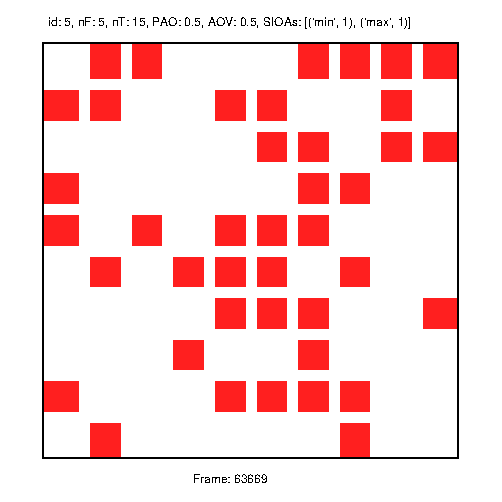 id: 5, nF: 5, nT: 15, PAO: 0.5, AOV: 0.5, SIOAs: [('min', 1), ('max', 1)]
Frame: 63669